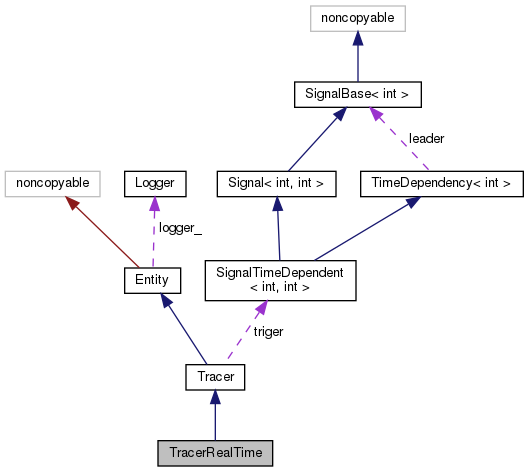 noncopyable
SignalBase< int >
leader
noncopyable
Logger
Signal< int, int >
TimeDependency< int >
logger_
Entity
SignalTimeDependent
< int, int >
triger
Tracer
TracerRealTime